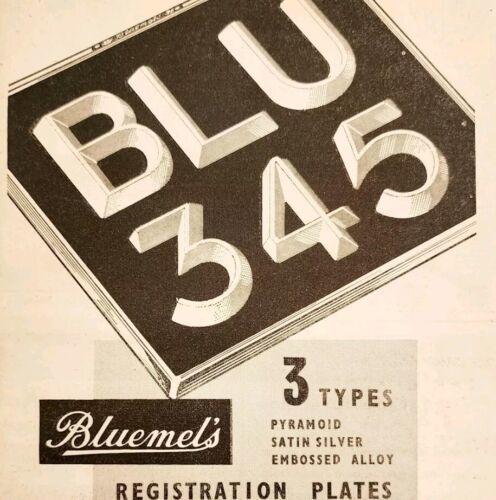 BLU
345
3 TYPES
Bluemel's
PYRAMOID
SATIN SILVER
EMBOSSED ALLOY
REGISTRATION PLATES